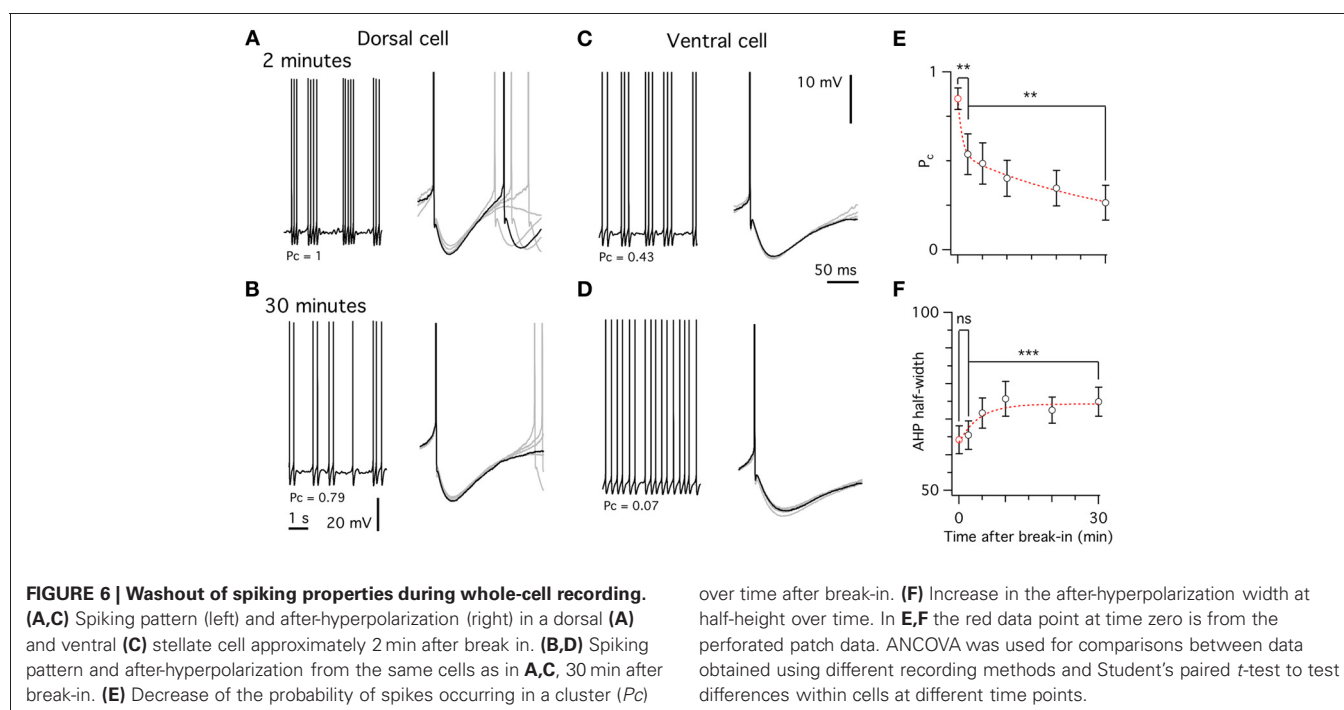 A
Dorsal cell
C
Ventral cell
E
2 minutes
10 mV
1
**
**
Pc
0
Pc = 1
Pc = 0.43
50 ms
B
D
F
30 minutes
100
ns
***
AHP half-width
50
Pc = 0.79
Pc = 0.07
1 s
20 mV
0
30
Time after break-in (min)
FIGURE 6 | Washout of spiking properties during whole-cell recording.
(A,C) Spiking pattern (left) and after-hyperpolarization (right) in a dorsal (A)
and ventral (C) stellate cell approximately 2 min after break in. (B,D) Spiking
pattern and after-hyperpolarization from the same cells as in A,C, 30 min after
break-in. (E) Decrease of the probability of spikes occurring in a cluster (Pc)
over time after break-in. (F) Increase in the after-hyperpolarization width at
half-height over time. In E,F the red data point at time zero is from the
perforated patch data. ANCOVA was used for comparisons between data
obtained using different recording methods and Student's paired t-test to test
differences within cells at different time points.